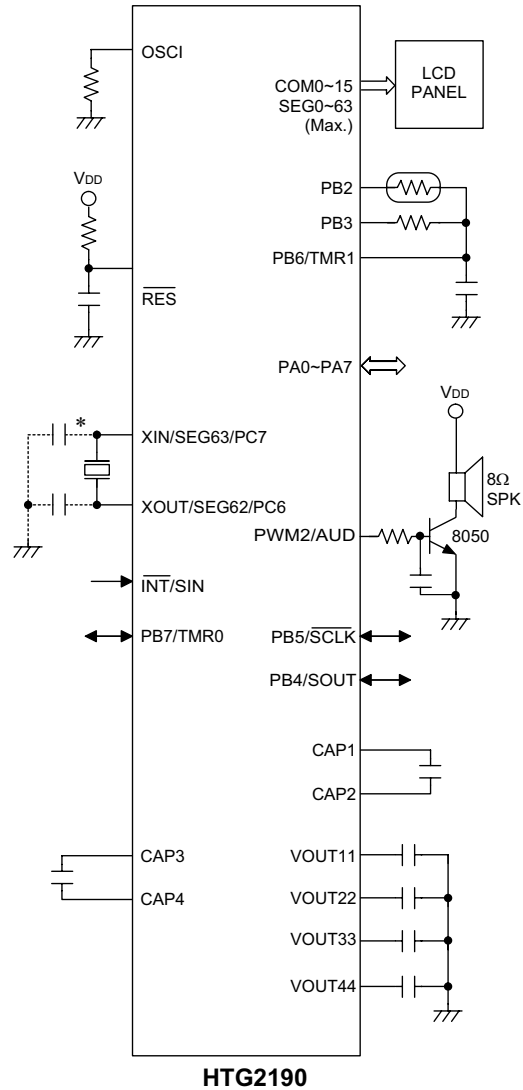 OSCI
VDD
RES
*
XIN/SEG63/PC7
XOUT/SEG62/PC6
INT/SIN
PB7/TMR0
CAP3
CAP4
COM0~15
SEG0~63
(Max.)
LCD
PANEL
PB2
PB3
PB6/TMR1
PA0~PA7
VDD
8Ω
SPK
PWM2/AUD
8050
PB5/SCLK
PB4/SOUT
CAP1
CAP2
VOUT11
VOUT22
VOUT33
VOUT44
HTG2190